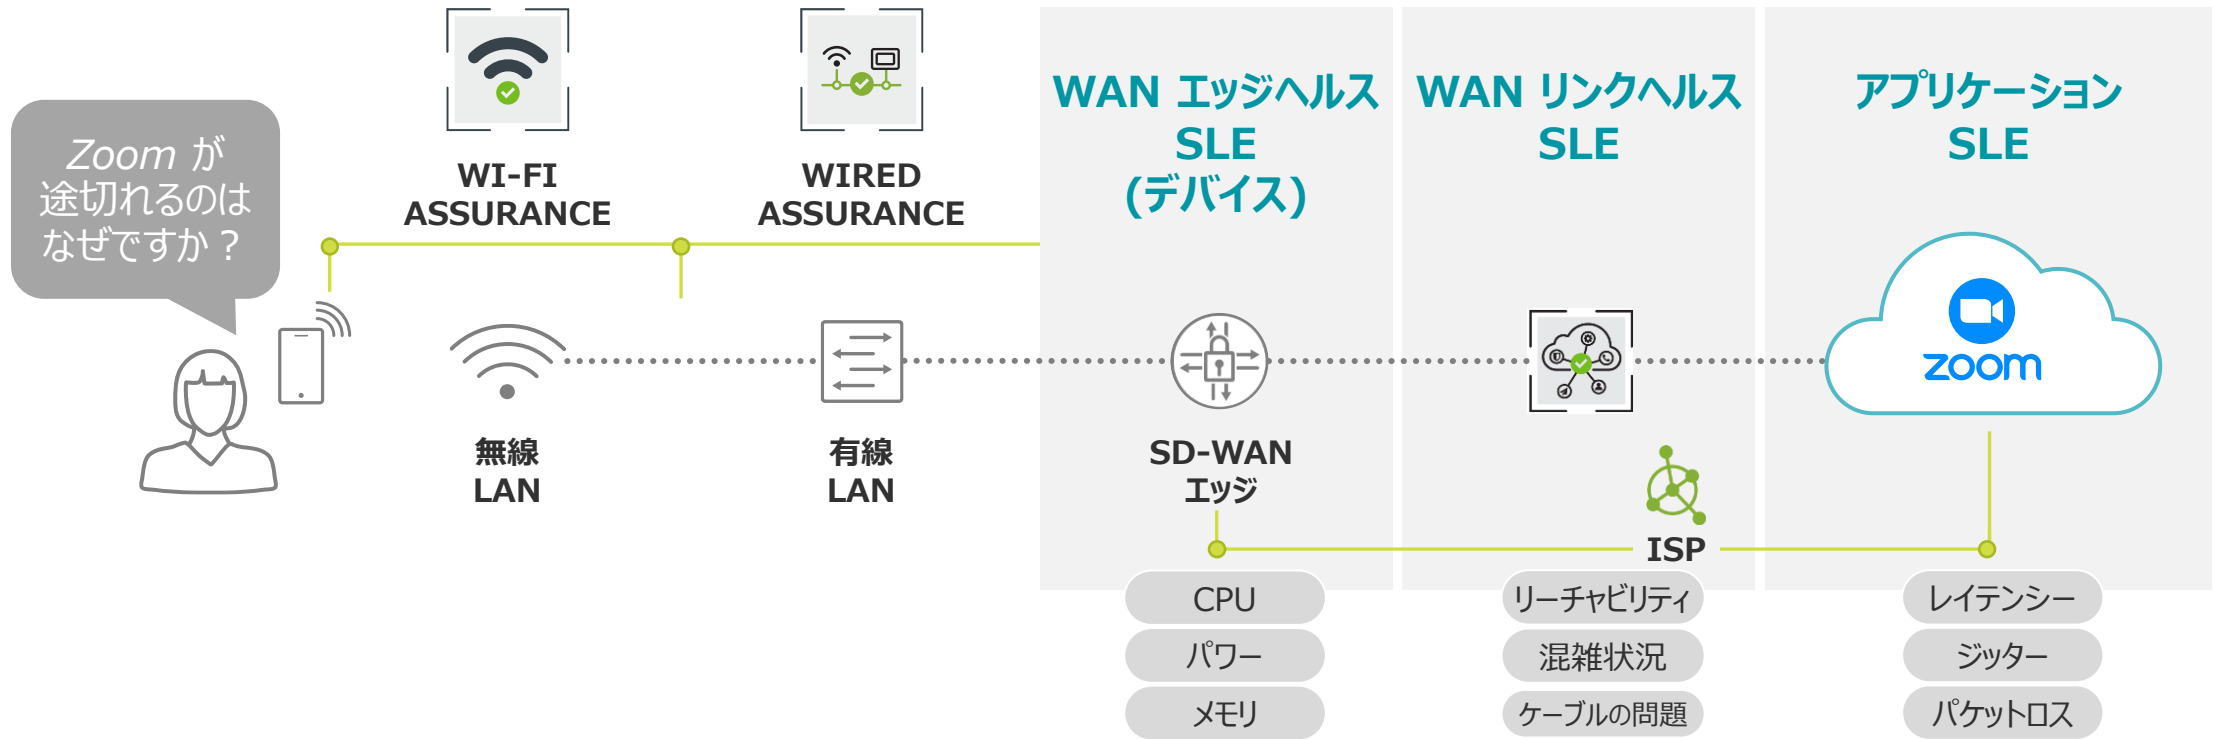 Zoom が
途切れるのは
なぜですか？
WI-FI
ASSURANCE
WIRED
ASSURANCE
WAN エッジヘルス
SLE
(デバイス)
WAN リンクヘルス
SLE
アプリケーション
SLE
zoom
無線
LAN
有線
LAN
SD-WAN
エッジ
ISP
CPU
パワー
メモリ
リーチャビリティ
混雑状況
ケーブルの問題
レイテンシー
ジッター
パケットロス